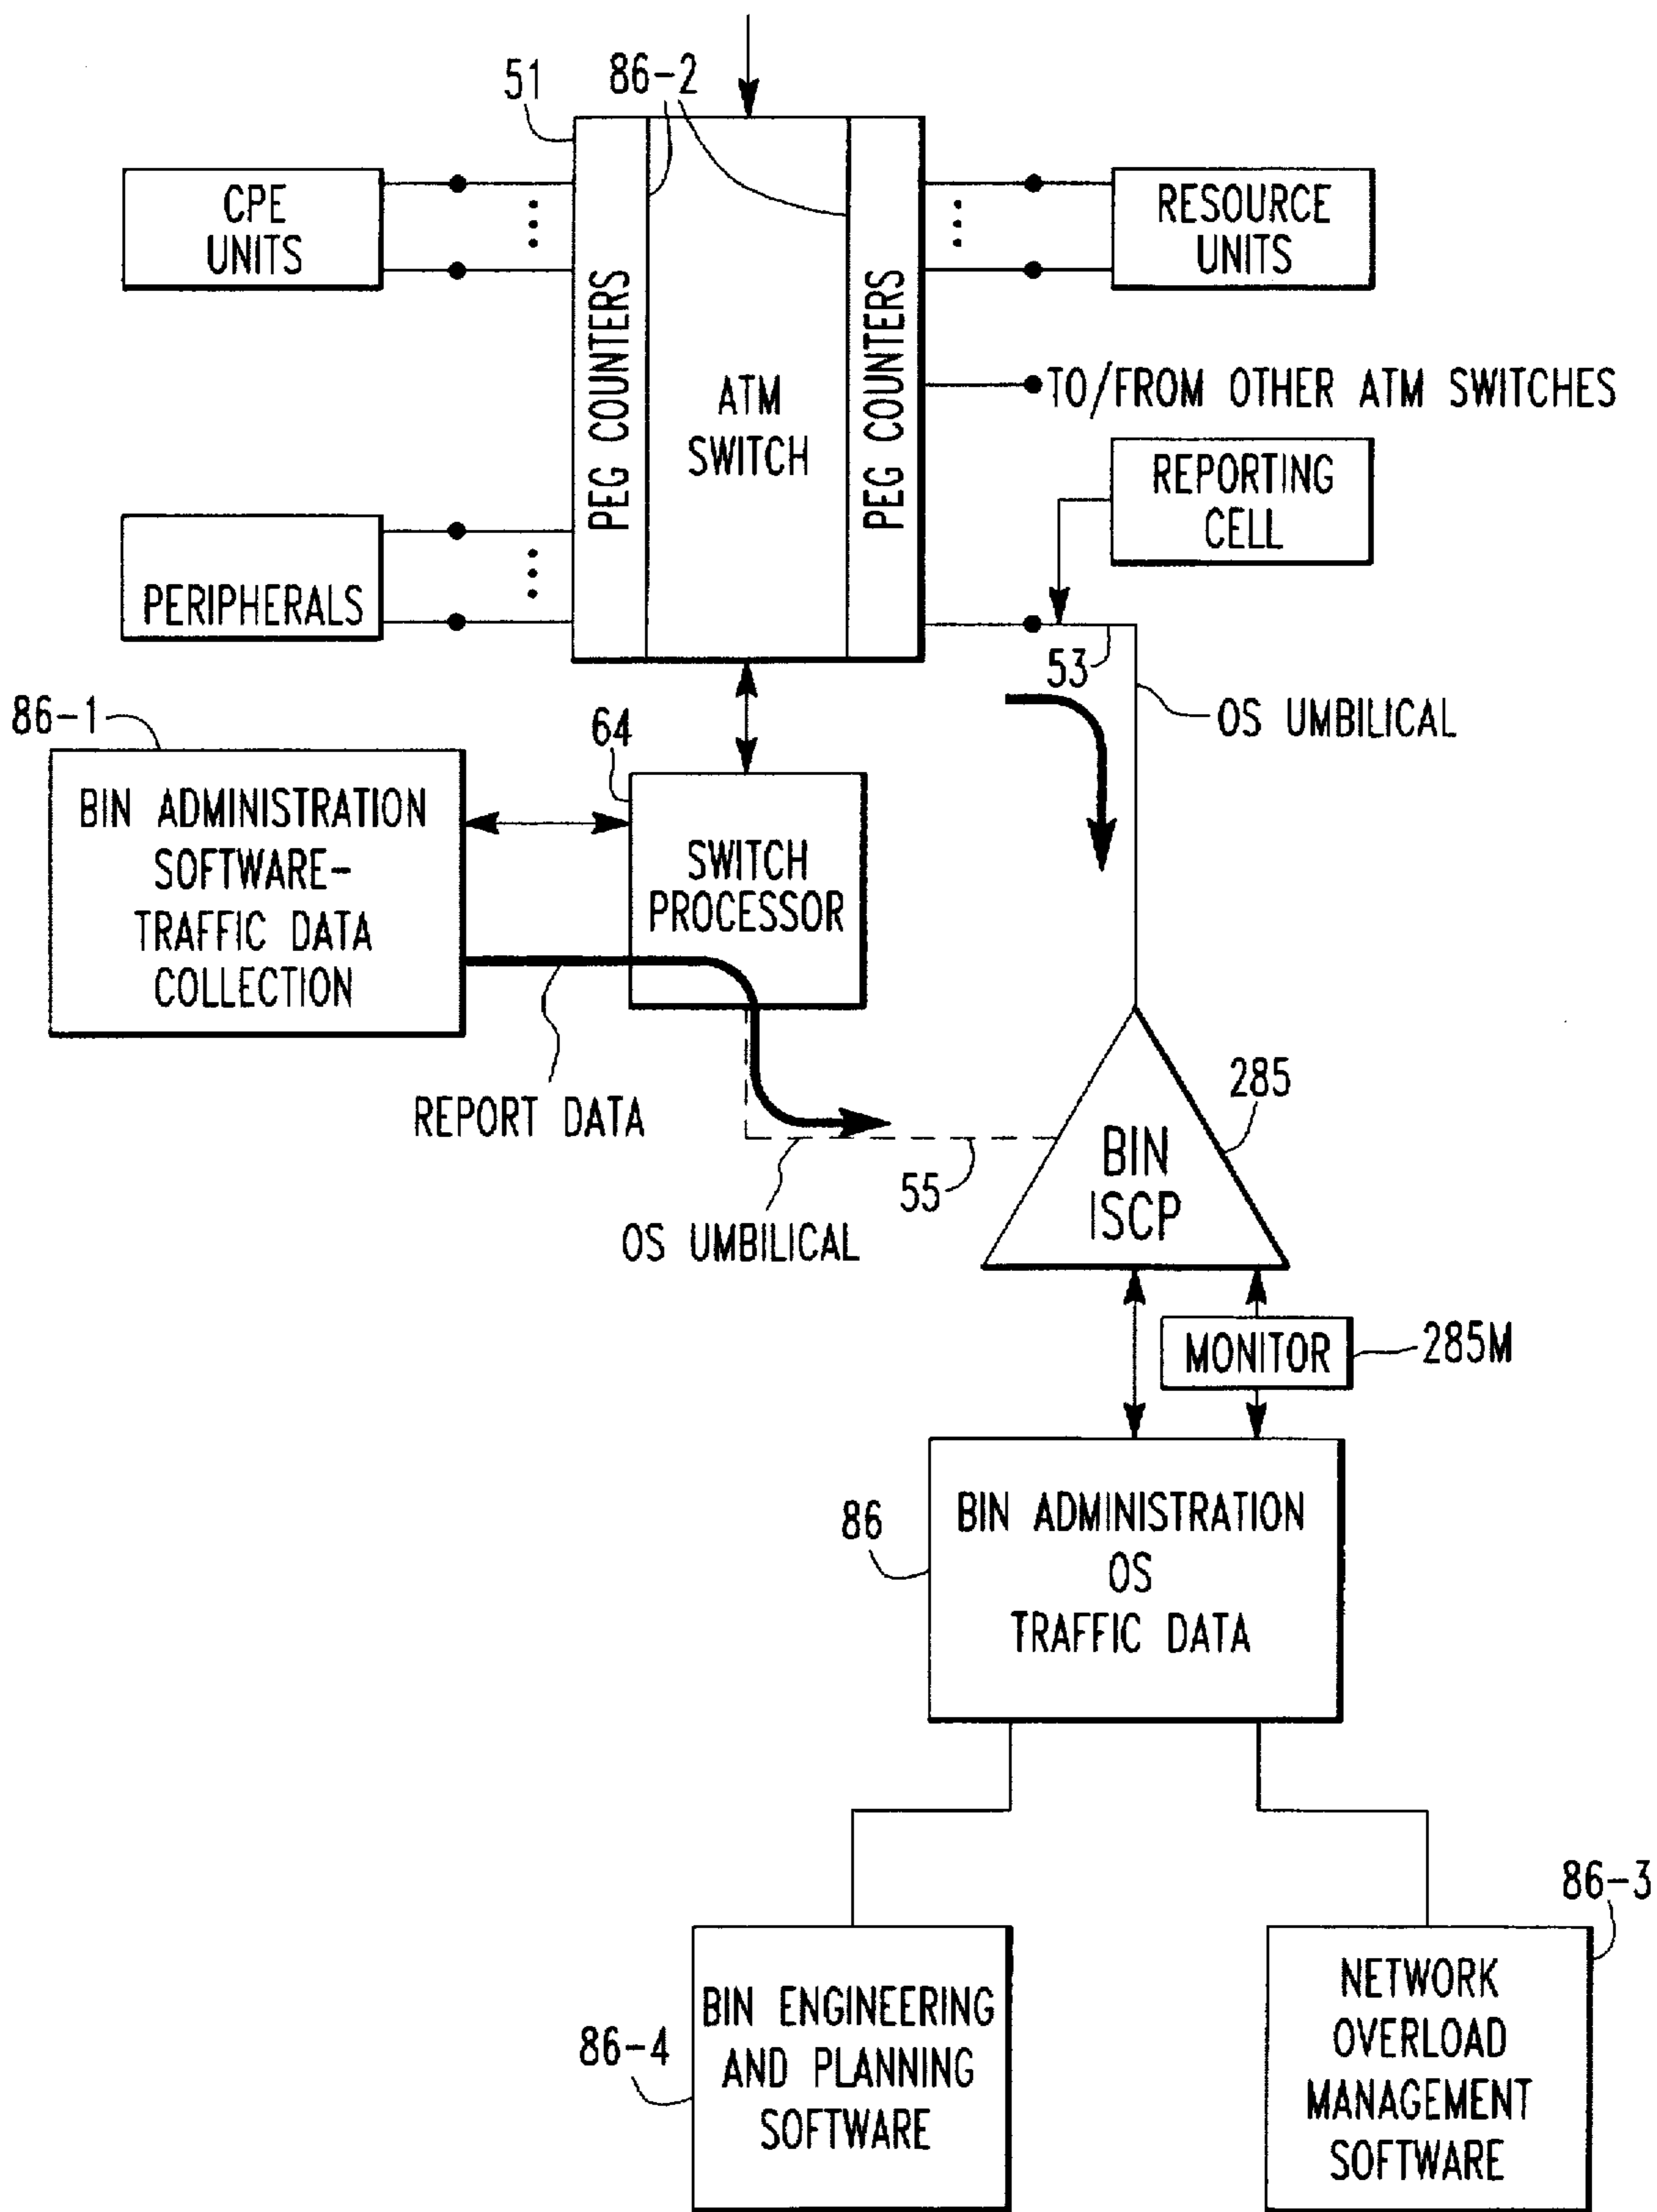 51
86-2
CPE
UNITS
PEG COUNTERS
ATM
SWITCH
PEG COUNTERS
RESOURCE
UNITS
TO/FROM OTHER ATM SWITCHES
REPORTING
CELL
PERIPHERALS
53
OS UMBILICAL
86-1
64
BIN ADMINISTRATION
SOFTWARE-
TRAFFIC DATA
COLLECTION
SWITCH
PROCESSOR
REPORT DATA
OS UMBILICAL
55
285
BIN
ISCP
MONITOR
285M
86
BIN ADMINISTRATION
OS
TRAFFIC DATA
86-4
BIN ENGINEERING
AND PLANNING
SOFTWARE
86-3
NETWORK
OVERLOAD
MANAGEMENT
SOFTWARE